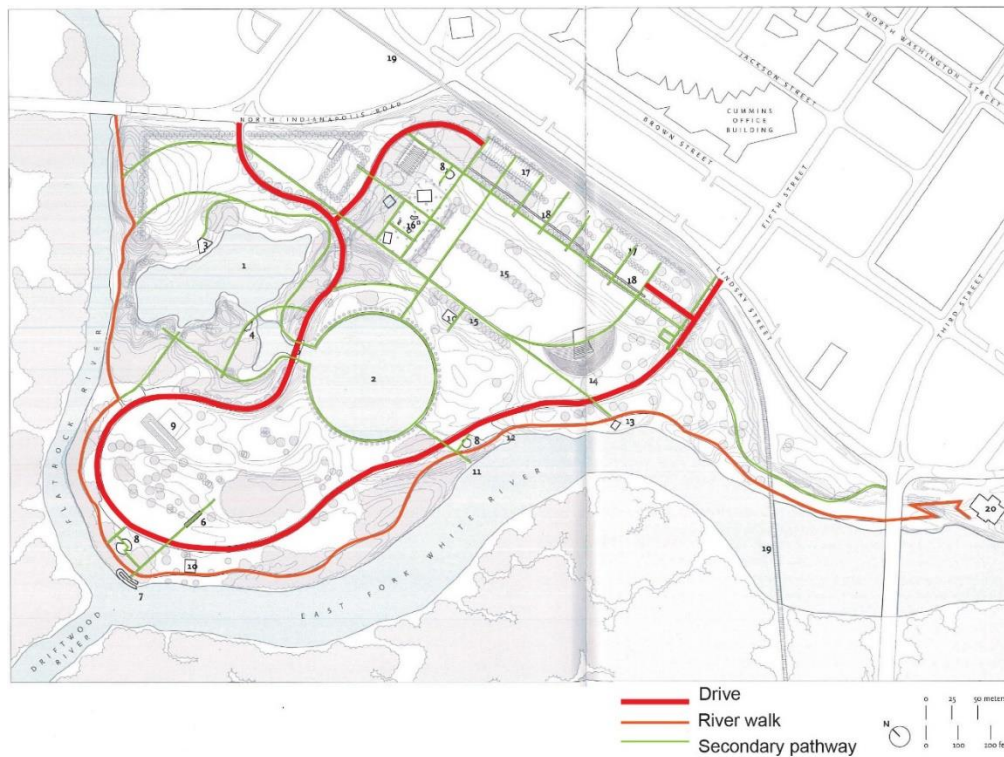 19
NORTH WASHINGTON STREET
JACKSON STREET
CUMMINS
OFFICE
BUILDING
NORTH INDIANAPOLIS ROAD
BROWN STREET
8
17
18
16
FIFTH STREET
3
1
17
18
15
LINDSAY STREET
THIRD STREET
4
10
15
2
14
FLATROCK RIVER
9
8
12
13
11
6
20
8
10
7
19
EAST FORK WHITE RIVER
DRIFTWOOD
RIVER
Drive
River walk
Secondary pathway
N
0 25 50 meters
0 100 200 fe